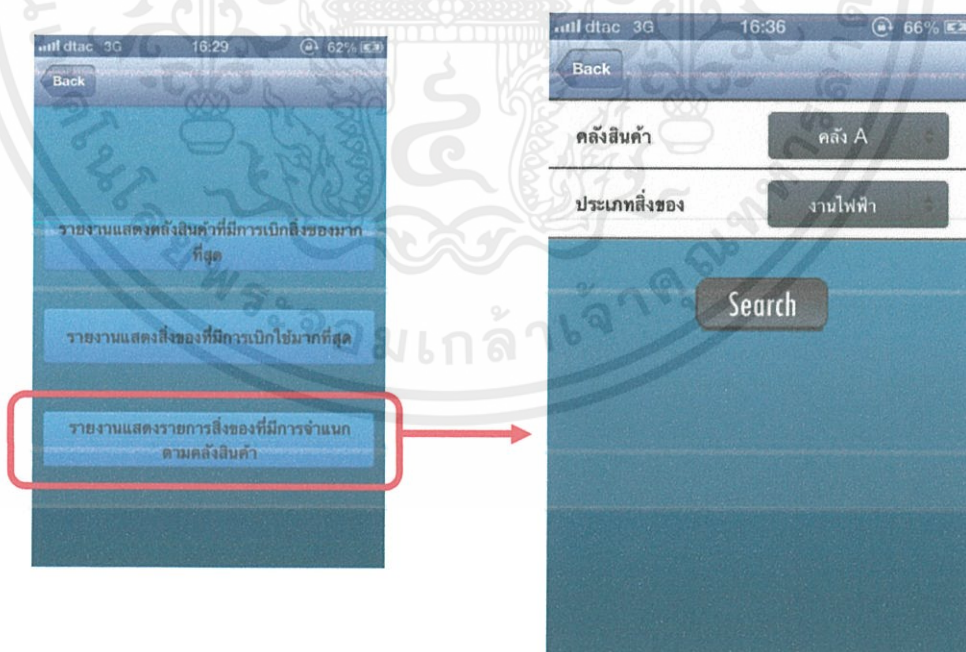 dtac 3G 16:29 62%
Back
รายงานแสดงคลังสินค้าที่มีการเบิกสิ่งของมาก
ที่สุด
รายงานแสดงสิ่งของที่มีการเบิกใช้มากที่สุด
รายงานแสดงรายการสิ่งของที่มีการจำแนก
ตามคลังสินค้า
dtac 3G 16:36 66%
Back
คลังสินค้า คลัง A
ประเภทสิ่งของ งานไฟฟ้า
Search